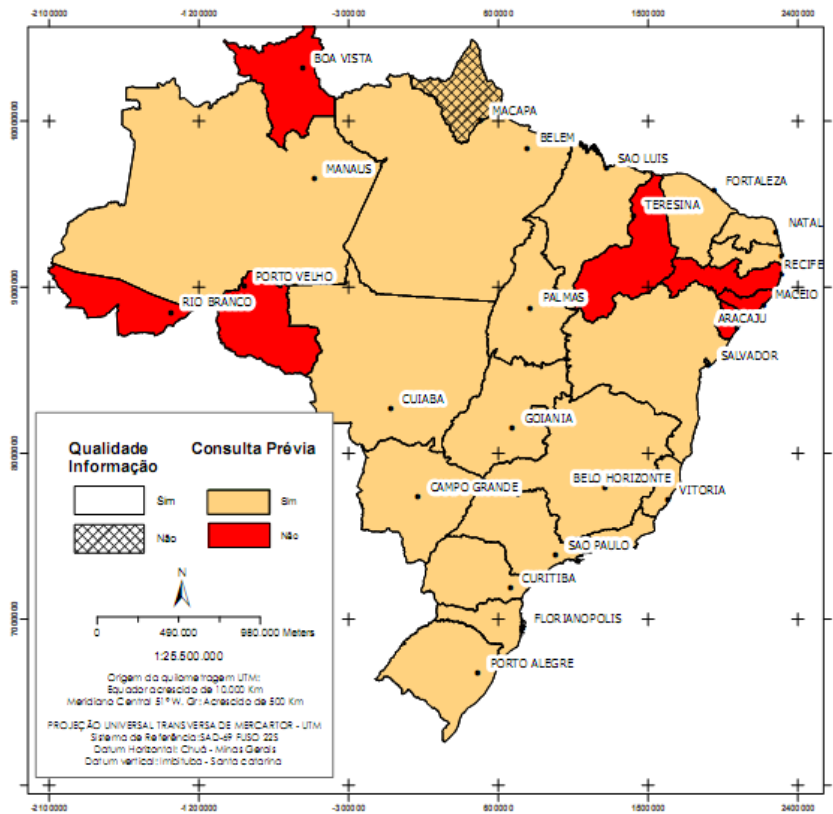 BOA VISTA
MACAPA
BELEM
SAO LUIS
MANAUS
FORTALEZA
TERESINA
NATAL
RECIFE
PORTO VELHO
MACEIO
RIO BRANCO
PALMAS
ARACAJU
SALVADOR
CUIABA
GOIANIA
BELO HORIZONTE
CAMPO GRANDE
VITORIA
SAO PAULO
CURITIBA
FLORIANOPOLIS
PORTO ALEGRE
Qualidade Informação
Sim
Não
Consulta Prévia
Sim
Não
N
0 490.000 980.000 Meters
1:25.500.000
Origem da quilometragem UTM:
Equador acrescido de 10.000 Km
Meridiano Central 51º W. Gr: Acrescido de 500 Km
PROJEÇÃO UNIVERSAL TRANSVERSA DE MERCARTOR - UTM
Sistema de Referência:SAD-69 FUSO 22S
Datum Horizontal: Chuá - Minas Gerais
Datum vertical: Imbituba - Santa catarina
-2100000 -1200000 -300000 600000 1500000 2400000
-2100000 -1200000 -300000 600000 1500000 2400000
10000000
9000000
8000000
7000000